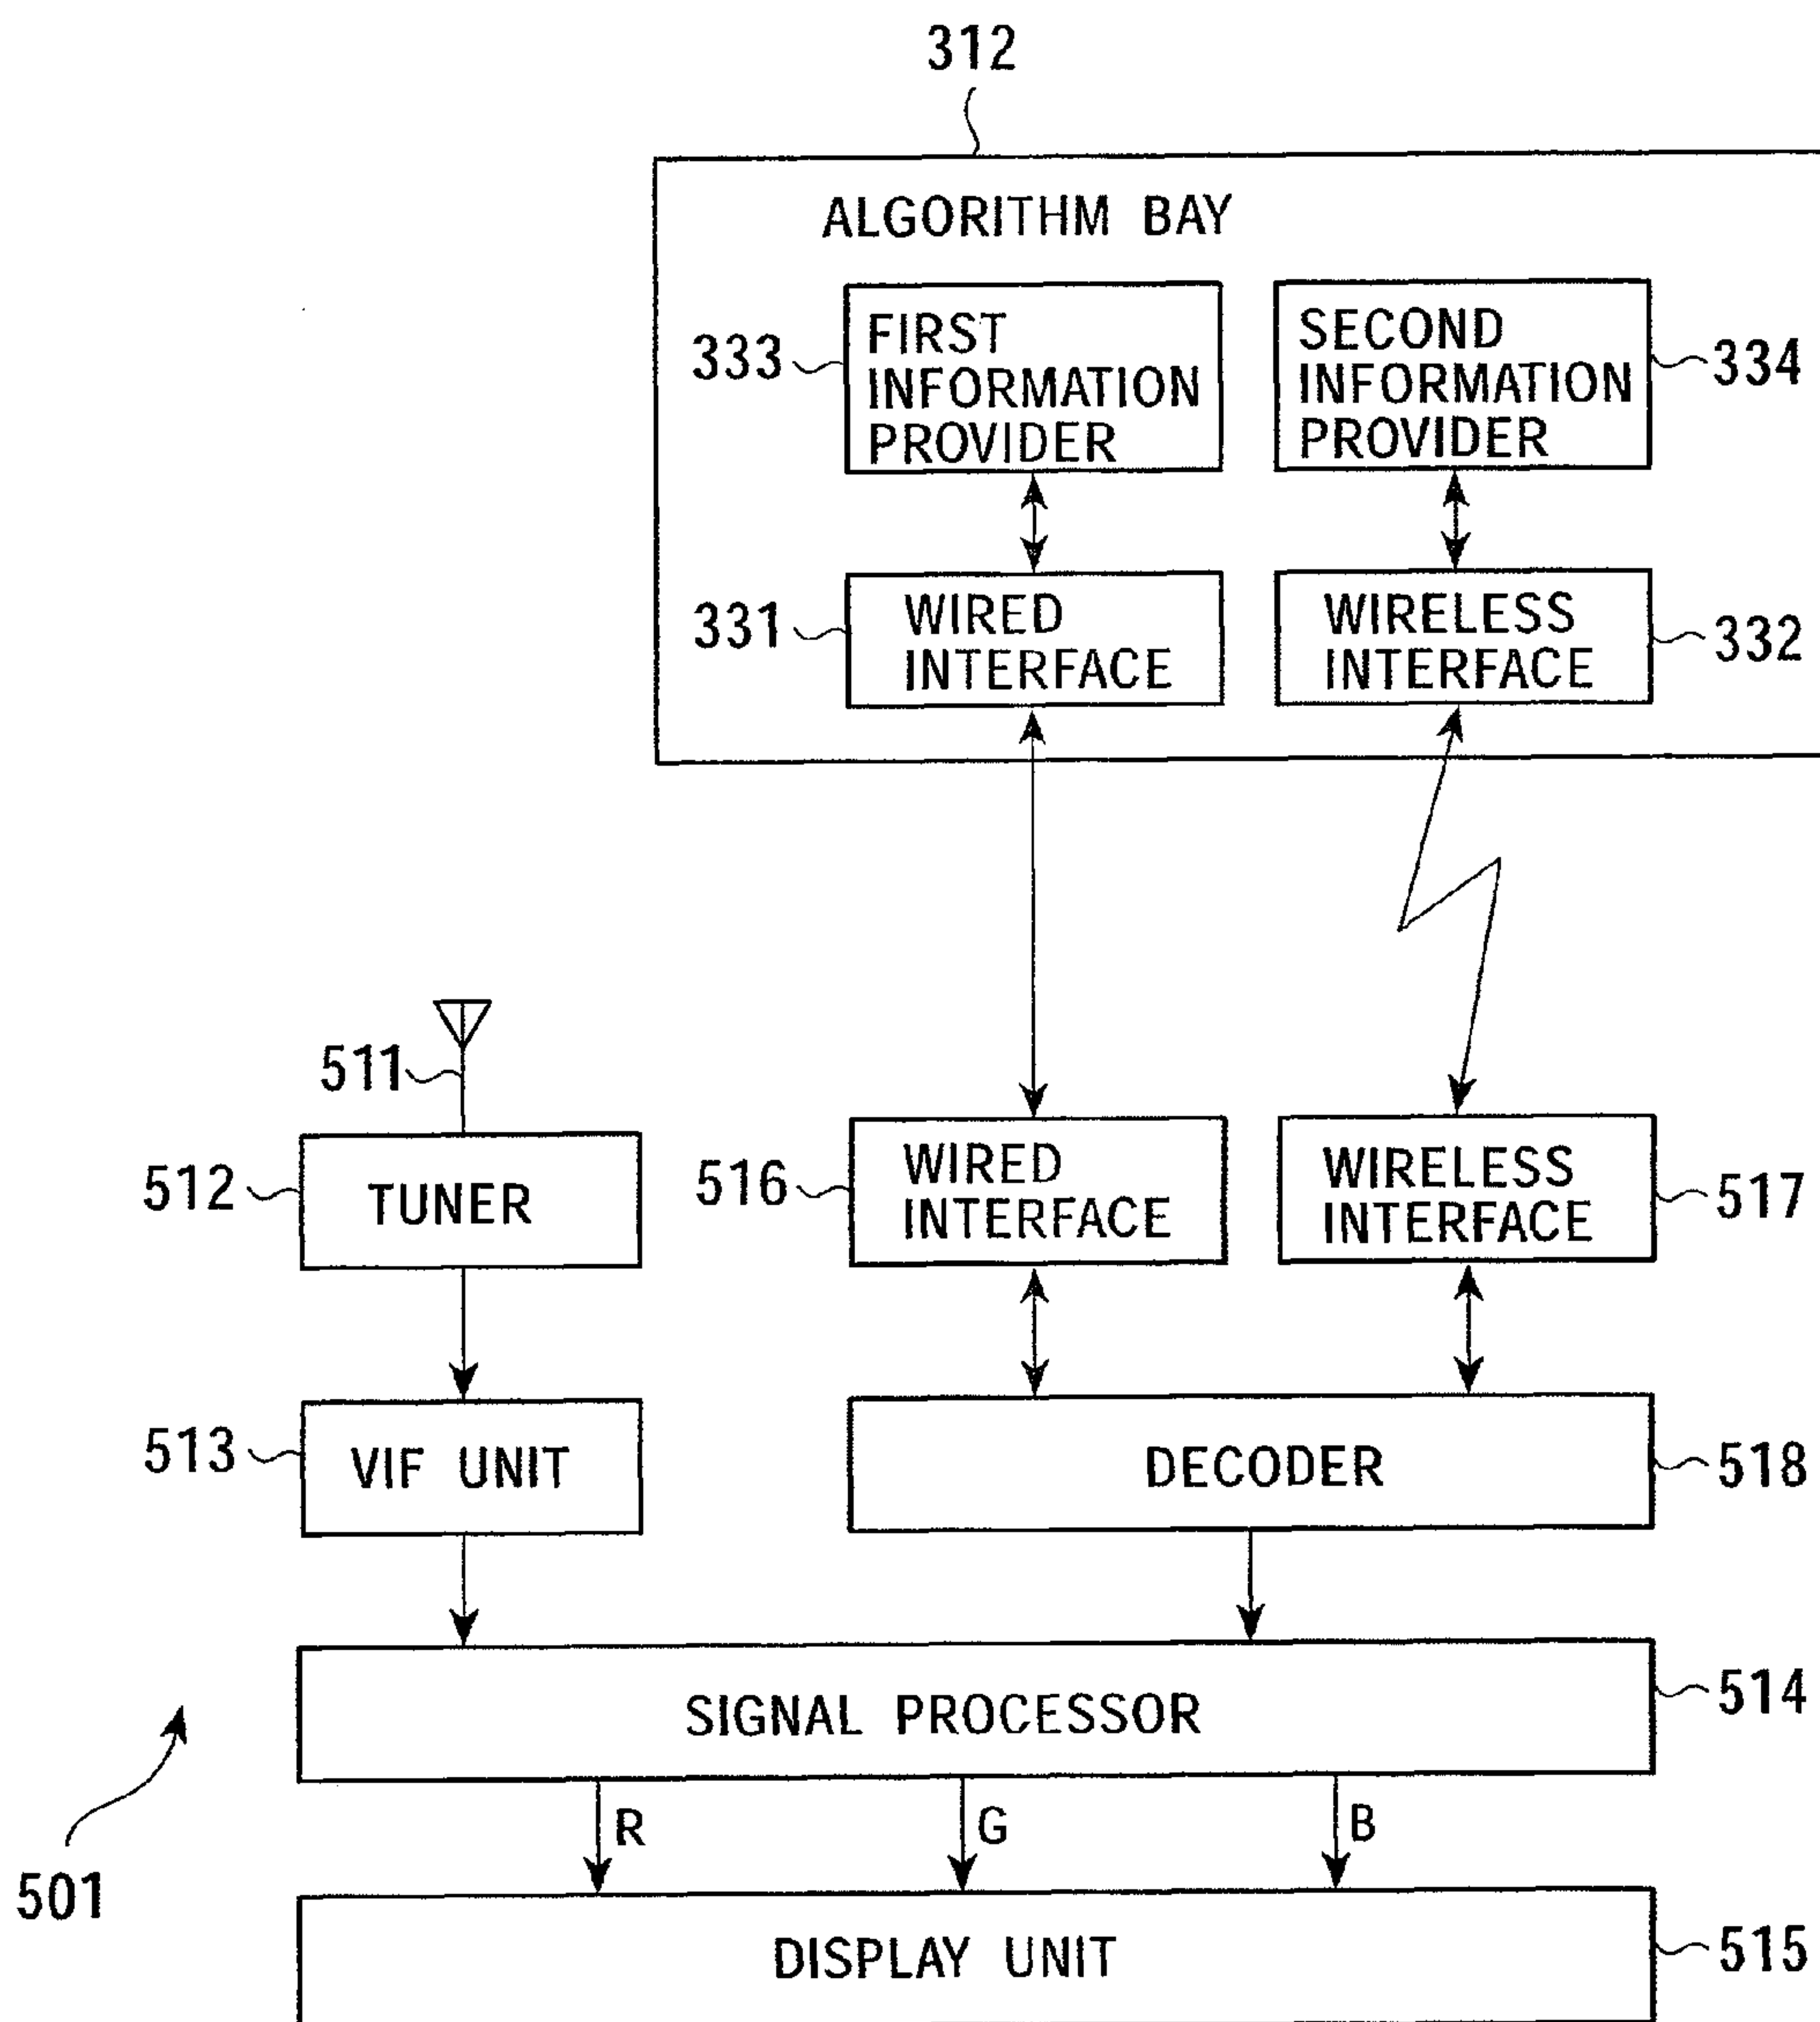 312
ALGORITHM BAY
333
FIRST
INFORMATION
PROVIDER
SECOND
INFORMATION
PROVIDER
334
331
WIRED
INTERFACE
WIRELESS
INTERFACE
332
511
512
TUNER
516
WIRED
INTERFACE
WIRELESS
INTERFACE
517
513
VIF UNIT
DECODER
518
SIGNAL PROCESSOR
514
R
G
B
501
DISPLAY UNIT
515